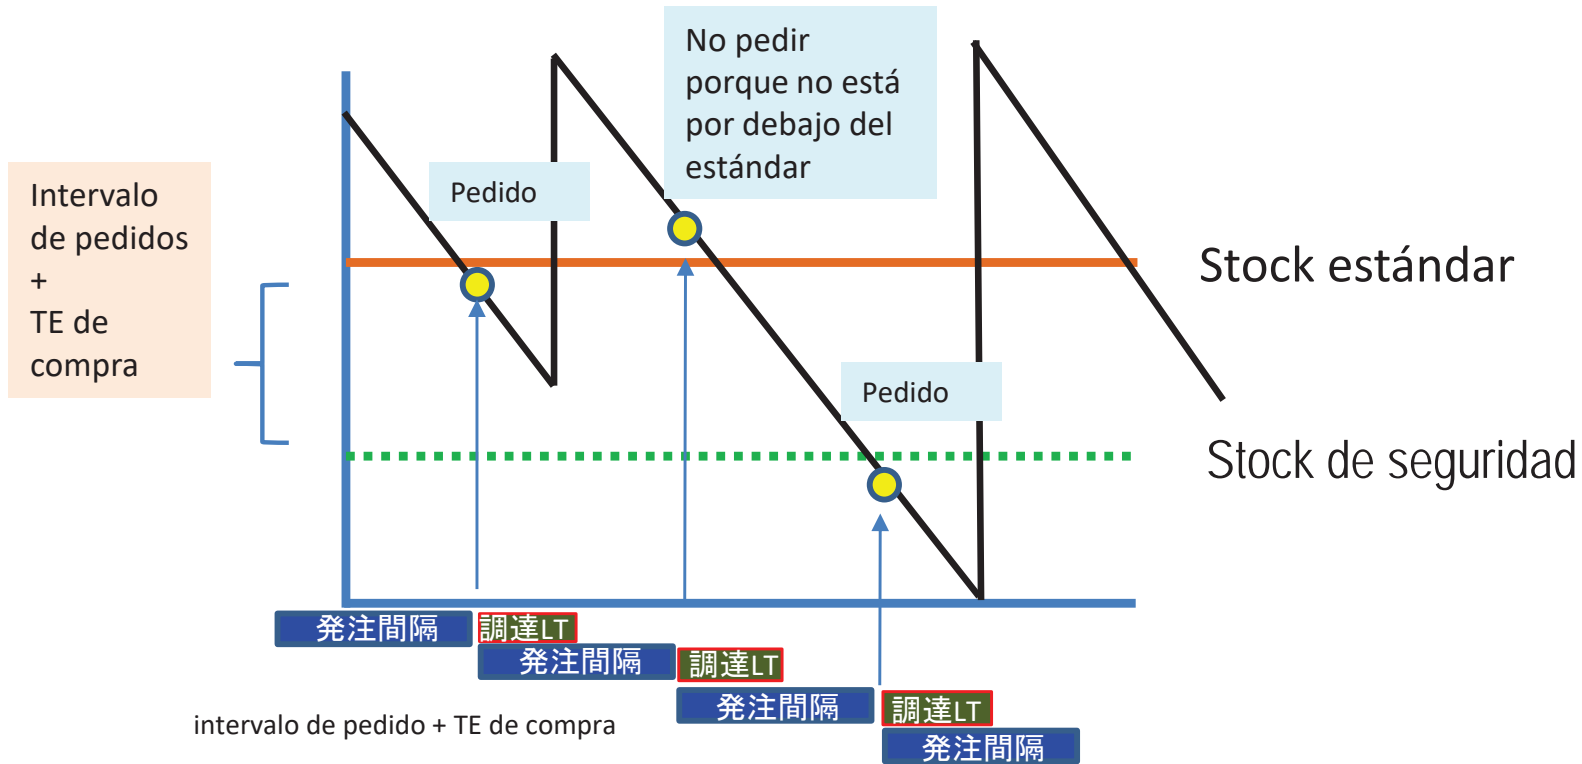 No pedir
porque no está
por debajo del
estándar
Intervalo
de pedidos
+
TE de
compra
Pedido
Stock estándar
Pedido
Stock de seguridad
発注間隔
調達LT
発注間隔
調達LT
発注間隔
調達LT
発注間隔
intervalo de pedido + TE de compra